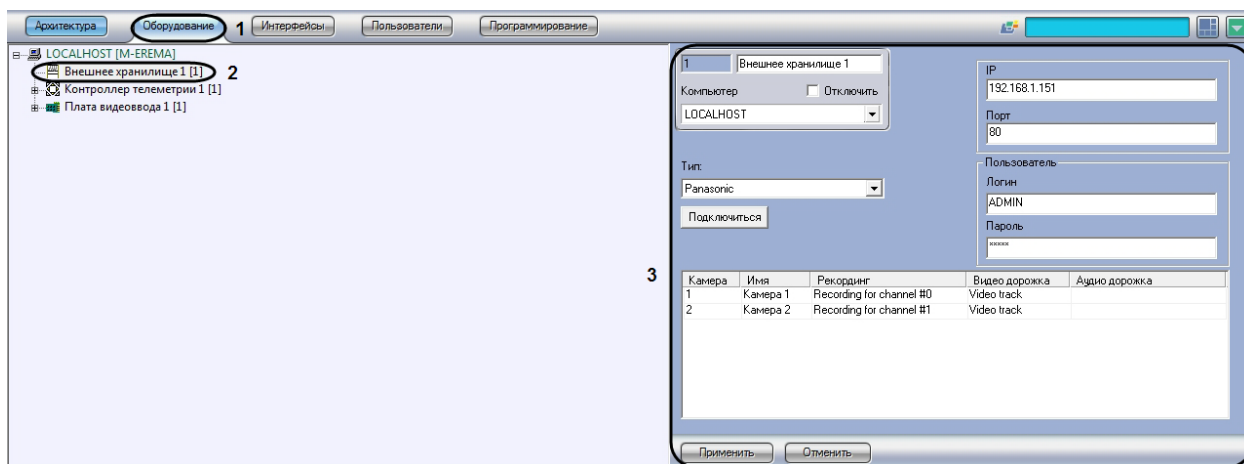 Архитектура Оборудование 1 Интерфейсы Пользователи Программирование
LOCALHOST [M-EREMA]
Внешнее хранилище 1 [1] 2
Контроллер телеметрии 1 [1]
Плата видеоввода 1 [1]
3
1 Внешнее хранилище 1
Компьютер Отключить
LOCALHOST
Тип:
Panasonic
Подключиться
IP
192.168.1.151
Порт
80
Пользователь
Логин
ADMIN
Пароль
*****
Камера Имя Рекординг Видео дорожка Аудио дорожка
1 Камера 1 Recording for channel #0 Video track
2 Камера 2 Recording for channel #1 Video track
Применить Отменить